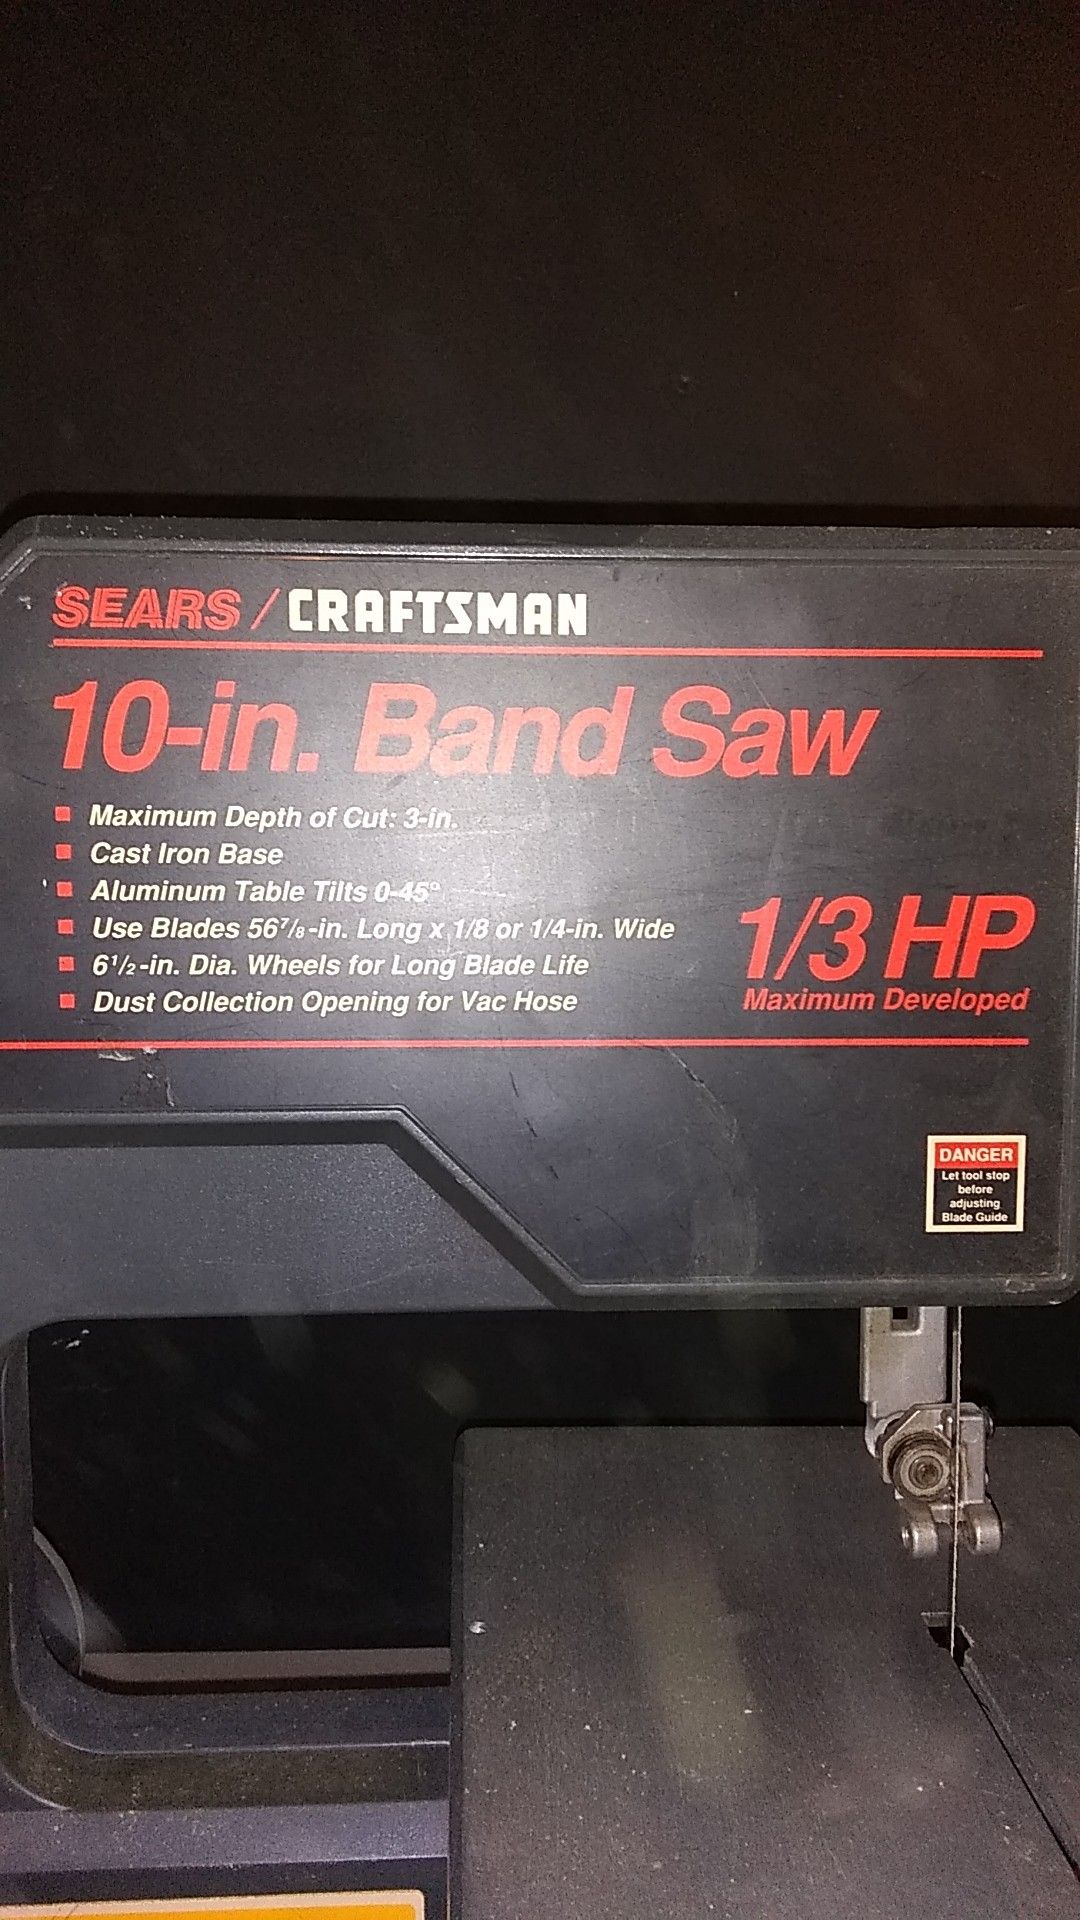 SEARS / CRAFTSMAN
10-in. Band Saw
Maximum Depth of Cut: 3-in.
Cast Iron Base
Aluminum Table Tilts 0-45°
Use Blades 56⁷/₈-in. Long x 1/8 or 1/4-in. Wide
6¹/₂-in. Dia. Wheels for Long Blade Life
Dust Collection Opening for Vac Hose
1/3 HP
Maximum Developed
DANGER
Let tool stop
before
adjusting
Blade Guide